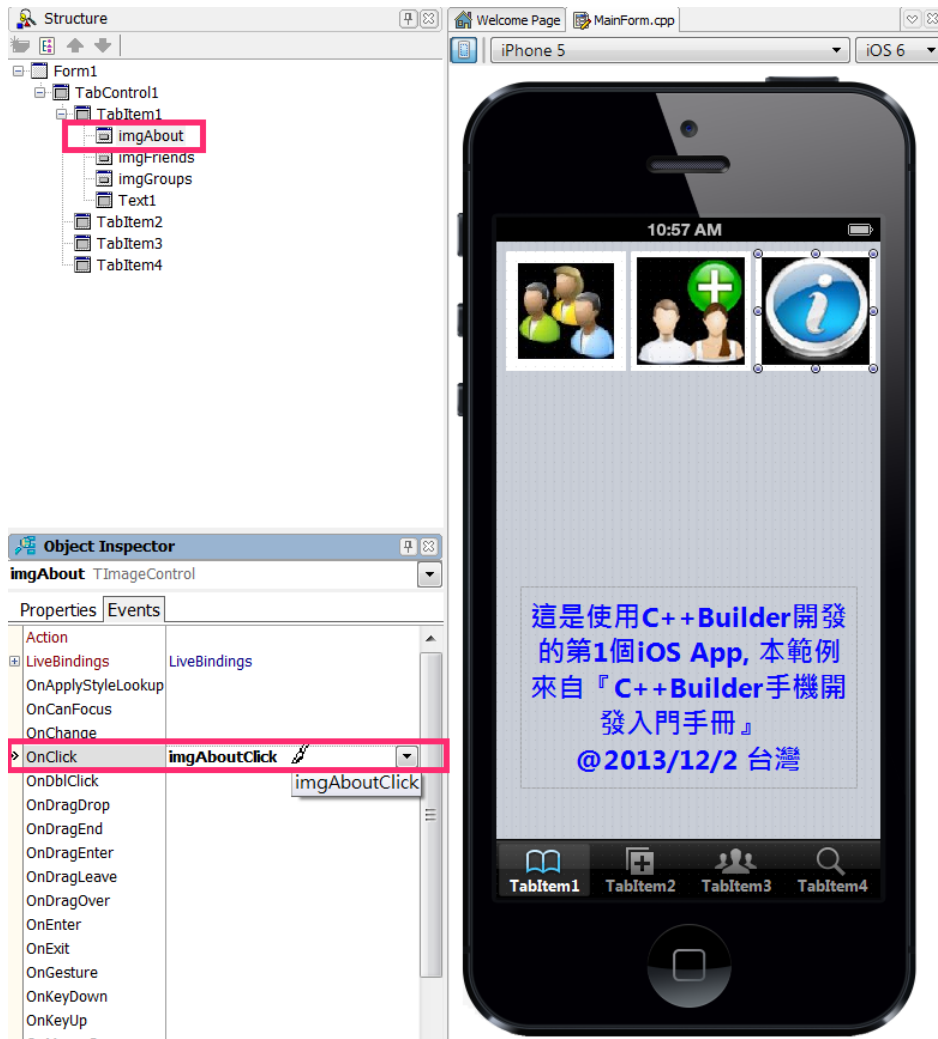 Structure
Form1
TabControl1
TabItem1
imgAbout
imgFriends
imgGroups
Text1
TabItem2
TabItem3
TabItem4
Object Inspector
imgAbout TImageControl
Properties Events
Action
LiveBindings LiveBindings
OnApplyStyleLookup
OnCanFocus
OnChange
OnClick imgAboutClick
imgAboutClick
OnDblClick
OnDragDrop
OnDragEnd
OnDragEnter
OnDragLeave
OnDragOver
OnEnter
OnExit
OnGesture
OnKeyDown
OnKeyUp
Welcome Page MainForm.cpp
iPhone 5 iOS 6
10:57 AM
這是使用C++Builder開發
的第1個iOS App, 本範例
來自『C++Builder手機開
發入門手冊』
@2013/12/2 台灣
TabItem1 TabItem2 TabItem3 TabItem4